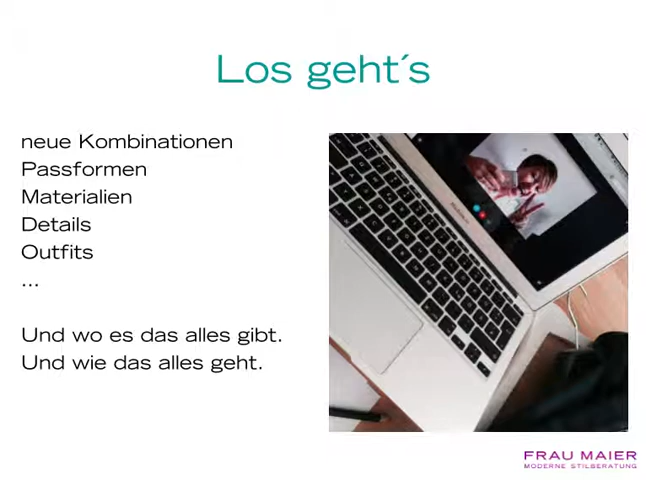 Los geht´s
neue Kombinationen
Passformen
Materialien
Details
Outfits
...
Und wo es das alles gibt.
Und wie das alles geht.
FRAU MAIER
MODERNE STILBERATUNG